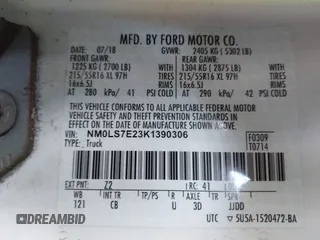 MFD. BY FORD MOTOR CO.
DATE: 07/18 GVWR: 2405 KG ( 5302 LB)
FRONT GAWR: REAR GAWR:
1225 KG ( 2700 LB) 1304 KG ( 2875 LB)
215/55R16 XL 97H 215/55R16 XL 97H
16x6.5J 16x6.5J
AT 280 kPa/ 41 PSI COLD AT 290 kPa/ 42 PSI COLD
THIS VEHICLE CONFORMS TO ALL APPLICABLE FEDERAL MOTOR
VEHICLE SAFETY AND THEFT PREVENTION STANDARDS IN EFFECT
ON THE DATE OF MANUFACTURE SHOWN ABOVE.
VIN: NM0LS7E23K1390306
TYPE: Truck
F0309
T0714
EXT PNT: Z2 RC: 41
WB INT TR TP/PS R AXLE TR SPR
121 CB U 3D JJDD
UTC 5U5A-1520472-BA
DREAMBID